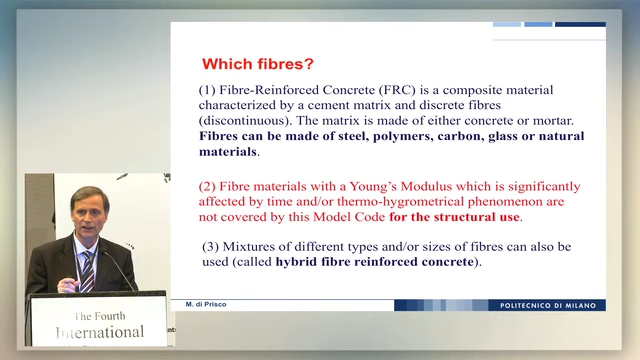 Which fibres?
(1) Fibre-Reinforced Concrete (FRC) is a composite material
characterized by a cement matrix and discrete fibres
(discontinuous). The matrix is made of either concrete or mortar.
Fibres can be made of steel, polymers, carbon, glass or natural
materials.
(2) Fibre materials with a Young's Modulus which is significantly
affected by time and/or thermo-hygrometrical phenomenon are
not covered by this Model Code for the structural use.
(3) Mixtures of different types and/or sizes of fibres can also be
used (called hybrid fibre reinforced concrete).
M. di Prisco
POLITECNICO DI MILANO
The Fourth
International